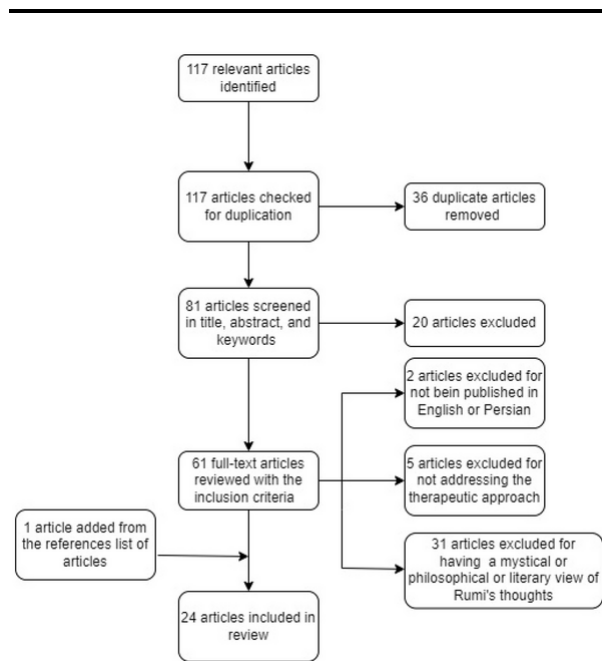 117 relevant articles
identified
117 articles checked
for duplication
36 duplicate articles
removed
81 articles screened
in title, abstract, and
keywords
20 articles excluded
2 articles excluded for
not bein published in
English or Persian
61 full-text articles
reviewed with the
inclusion criteria
5 articles excluded for
not addressing the
therapeutic approach
1 article added from
the references list of
articles
31 articles excluded for
having a mystical or
philosophical or literary view of
Rumi's thoughts
24 articles included in
review